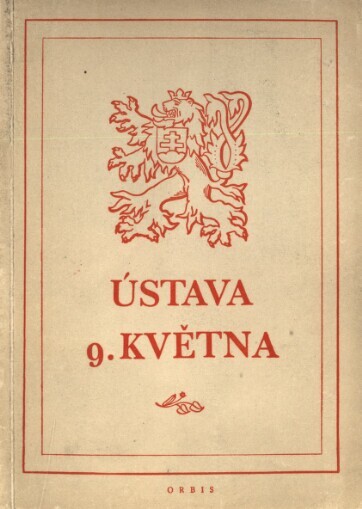 ÚSTAVA
9. KVĚTNA
ORBIS